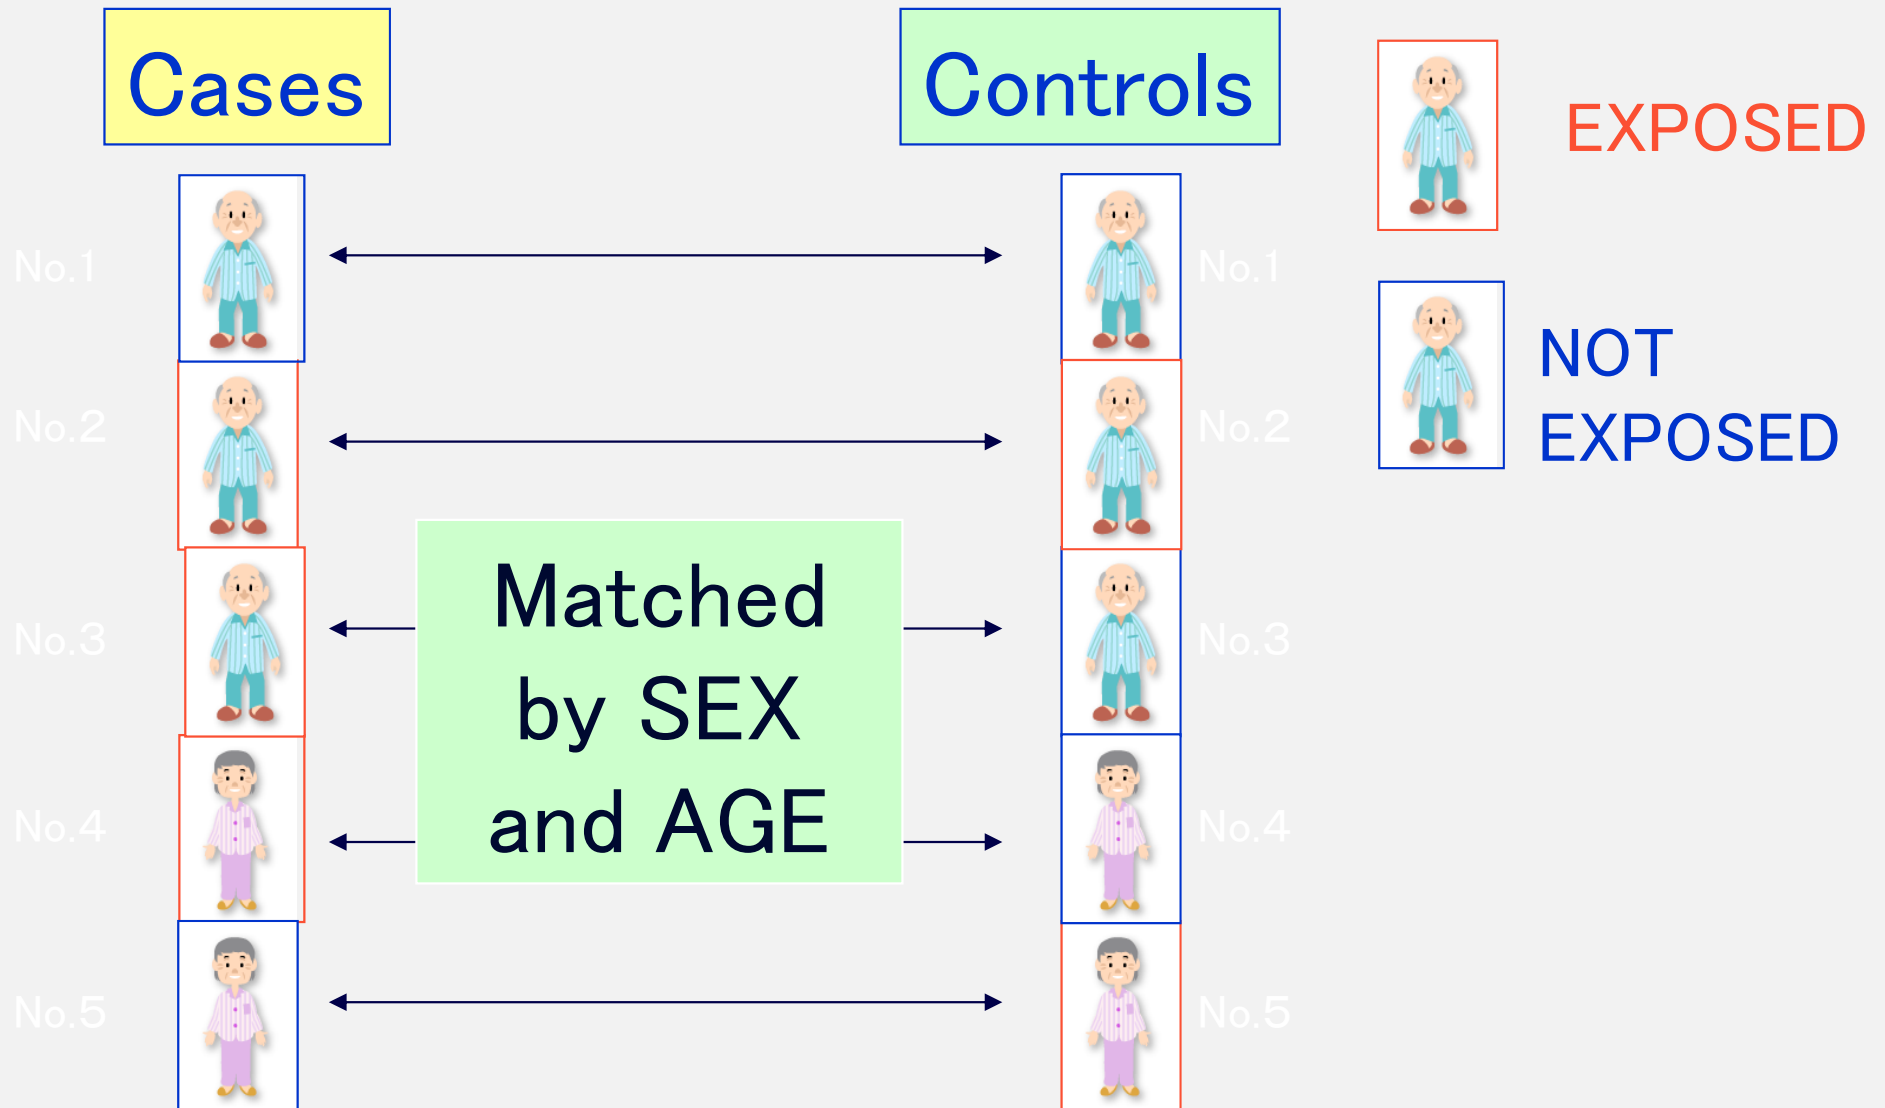 Cases
Controls
EXPOSED
No.1
No.1
NOT
EXPOSED
No.2
No.2
Matched
by SEX
and AGE
No.3
No.3
No.4
No.4
No.5
No.5